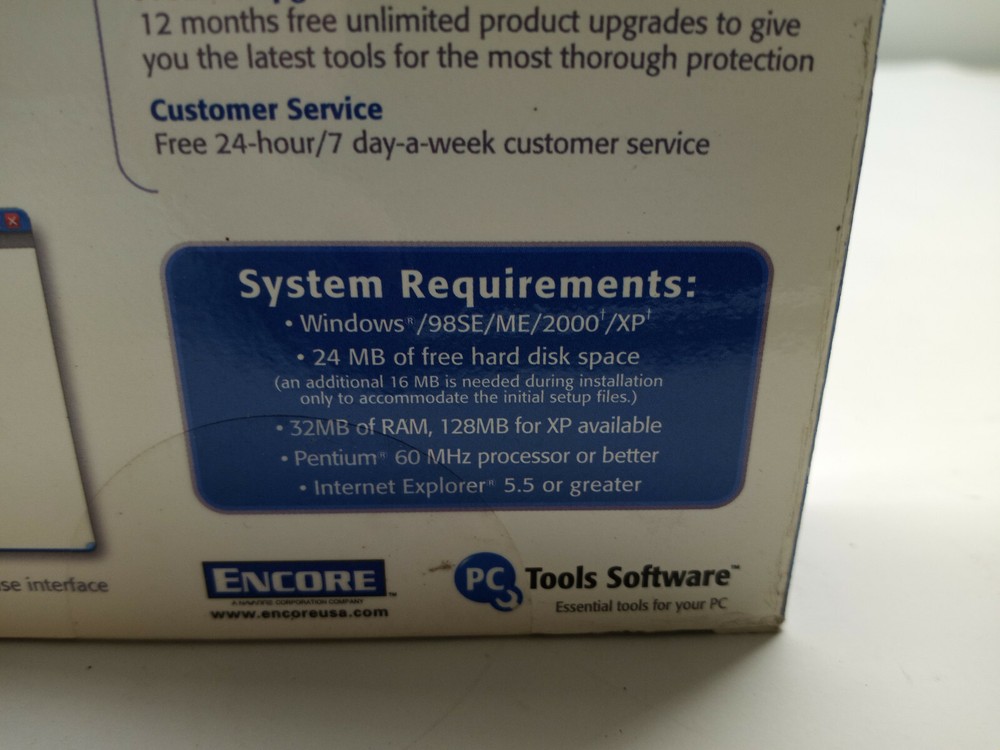 12 months free unlimited product upgrades to give
you the latest tools for the most thorough protection
Customer Service
Free 24-hour/7 day-a-week customer service
System Requirements:
• Windows®/98SE/ME/2000†/XP†
• 24 MB of free hard disk space
(an additional 16 MB is needed during installation
only to accommodate the initial setup files.)
• 32MB of RAM, 128MB for XP available
• Pentium® 60 MHz processor or better
• Internet Explorer® 5.5 or greater
interface
ENCORE™
A NAVARRE CORPORATION COMPANY
www.encoreusa.com
PC Tools Software™
Essential tools for your PC